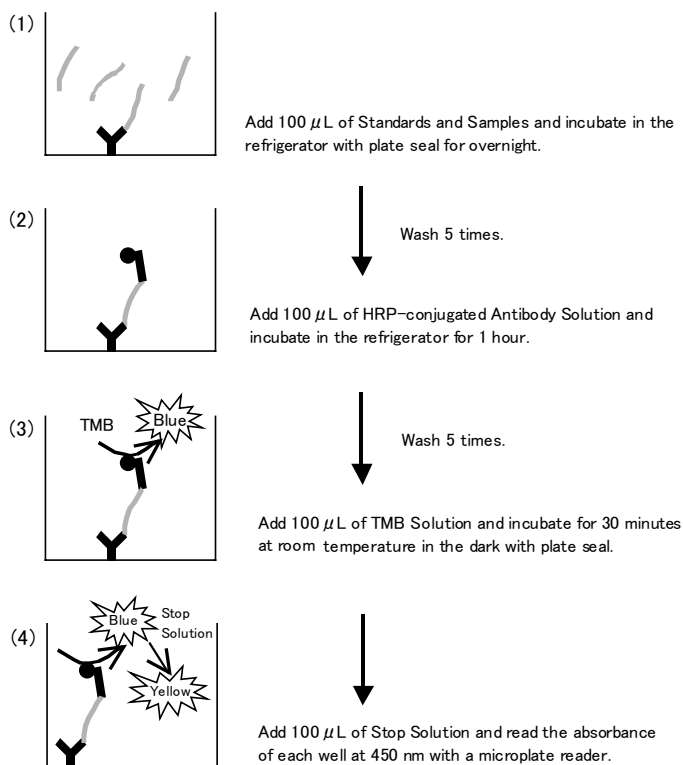 (1)
Add 100 μL of Standards and Samples and incubate in the
refrigerator with plate seal for overnight.
Wash 5 times.
(2)
Add 100 μL of HRP-conjugated Antibody Solution and
incubate in the refrigerator for 1 hour.
Wash 5 times.
(3)
TMB
Blue
Add 100 μL of TMB Solution and incubate for 30 minutes
at room temperature in the dark with plate seal.
(4)
Blue
Stop
Solution
Yellow
Add 100 μL of Stop Solution and read the absorbance
of each well at 450 nm with a microplate reader.